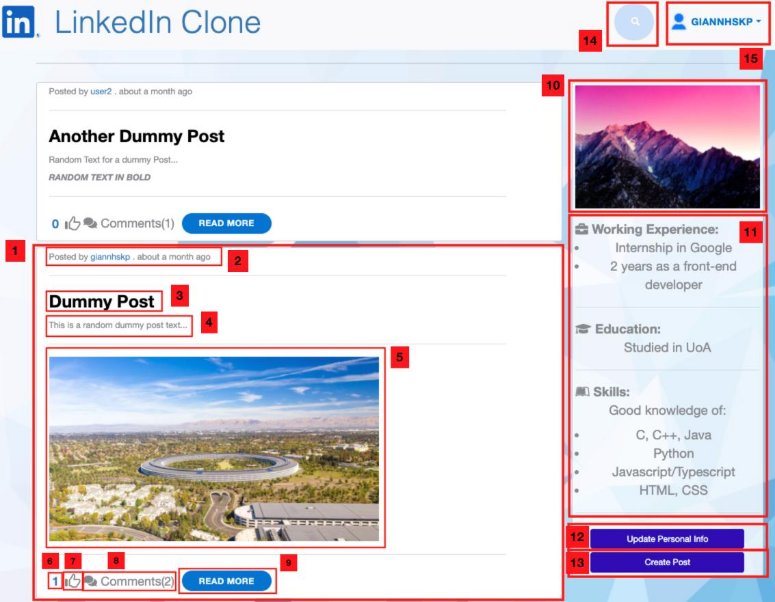 in LinkedIn Clone
14
GIANNHSKP
15
Posted by user2 . about a month ago
Another Dummy Post
Random Text for a dummy Post...
RANDOM TEXT IN BOLD
0 Comments(1) READ MORE
1
Posted by giannhskp . about a month ago
2
Dummy Post
3
This is a random dummy post text...
4
5
6
7
8
9
1 Comments(2) READ MORE
10
11
Working Experience:
• Internship in Google
• 2 years as a front-end
developer
Education:
Studied in UoA
Skills:
Good knowledge of:
• C, C++, Java
• Python
• Javascript/Typescript
• HTML, CSS
12
Update Personal Info
13
Create Post